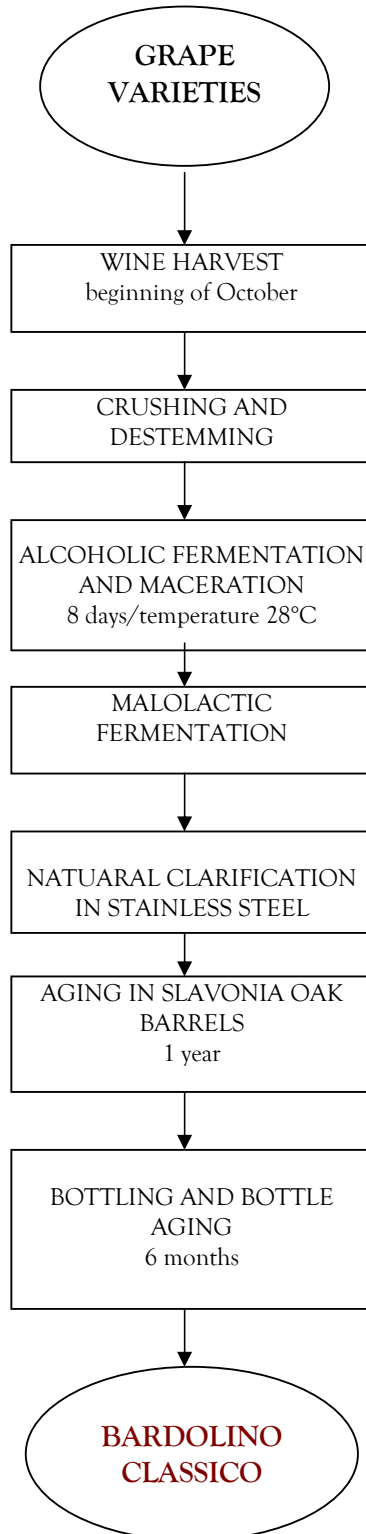 GRAPE
VARIETIES
WINE HARVEST
beginning of October
CRUSHING AND
DESTEMMING
ALCOHOLIC FERMENTATION
AND MACERATION
8 days/temperature 28°C
MALOLACTIC
FERMENTATION
NATUARAL CLARIFICATION
IN STAINLESS STEEL
AGING IN SLAVONIA OAK
BARRELS
1 year
BOTTLING AND BOTTLE
AGING
6 months
BARDOLINO
CLASSICO